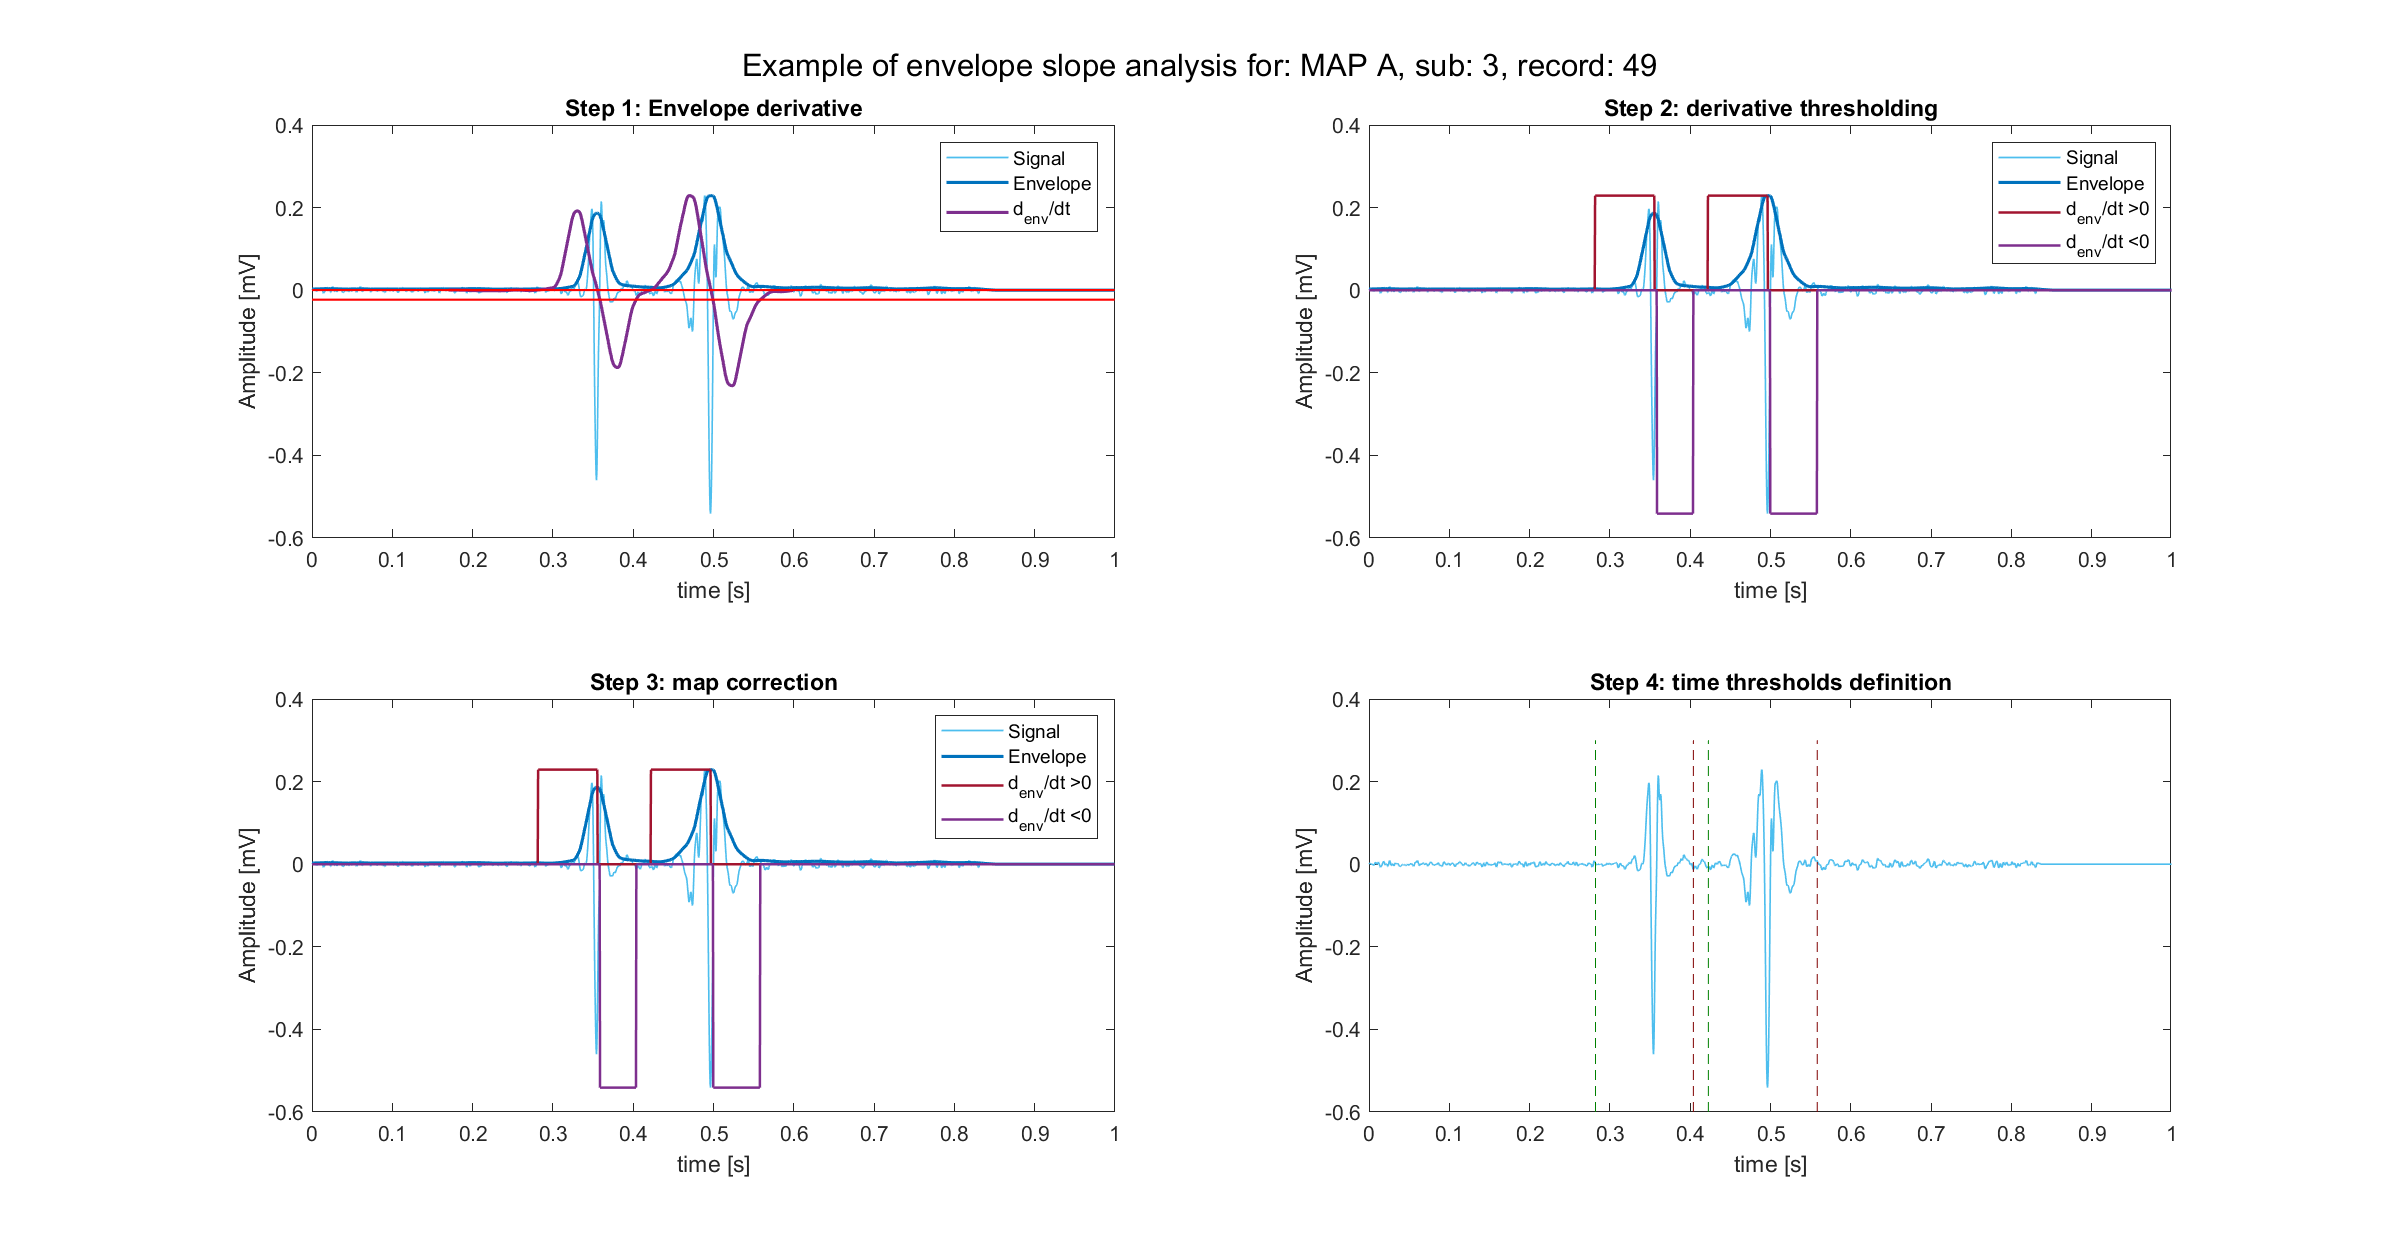 Example of envelope slope analysis for: MAP A, sub: 3, record: 49
Step 1: Envelope derivative
0.4
0.2
0
-0.2
-0.4
-0.6
Amplitude [mV]
0 0.1 0.2 0.3 0.4 0.5 0.6 0.7 0.8 0.9 1
time [s]
Signal
Envelope
d_env/dt
Step 2: derivative thresholding
0.4
0.2
0
-0.2
-0.4
-0.6
Amplitude [mV]
0 0.1 0.2 0.3 0.4 0.5 0.6 0.7 0.8 0.9 1
time [s]
Signal
Envelope
d_env/dt >0
d_env/dt <0
Step 3: map correction
0.4
0.2
0
-0.2
-0.4
-0.6
Amplitude [mV]
0 0.1 0.2 0.3 0.4 0.5 0.6 0.7 0.8 0.9 1
time [s]
Signal
Envelope
d_env/dt >0
d_env/dt <0
Step 4: time thresholds definition
0.4
0.2
0
-0.2
-0.4
-0.6
Amplitude [mV]
0 0.1 0.2 0.3 0.4 0.5 0.6 0.7 0.8 0.9 1
time [s]